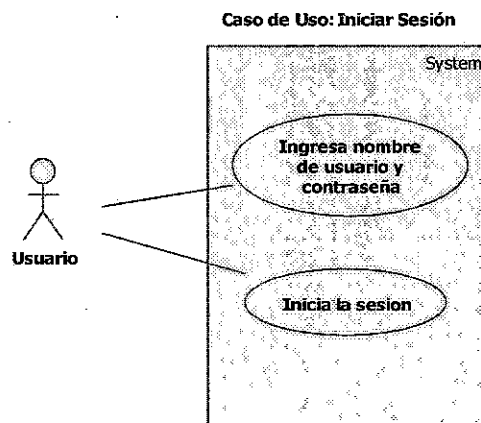 Caso de Uso: Iniciar Sesión
System
Ingresa nombre
de usuario y
contraseña
Usuario
Inicia la sesion